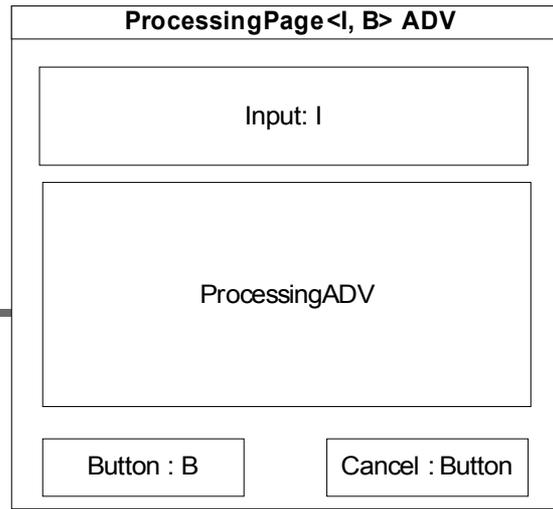 ProcessingPage<I, B> ADV
Input: I
ProcessingADV
Button : B
Cancel : Button